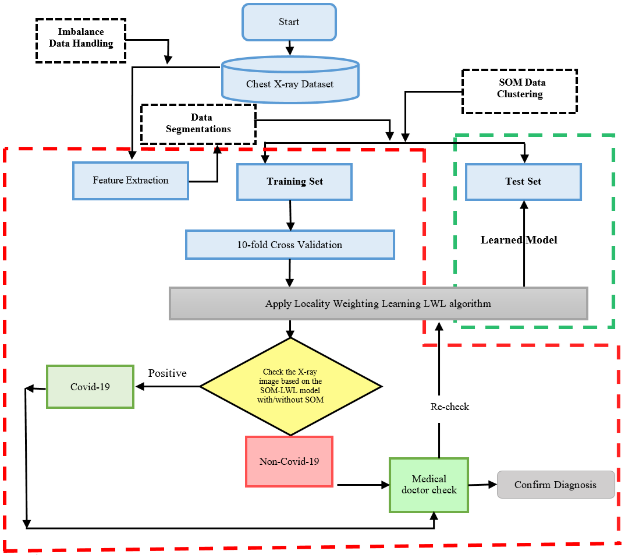 Start
Imbalance
Data Handling
Chest X-ray Dataset
SOM Data
Clustering
Data
Segmentations
Feature Extraction
Training Set
Test Set
10-fold Cross Validation
Learned Model
Apply Locality Weighting Learning LWL algorithm
Check the X-ray
image based on the
SOM-LWL model
with/without SOM
Positive
Covid-19
Re-check
Non-Covid-19
Medical
doctor check
Confirm Diagnosis